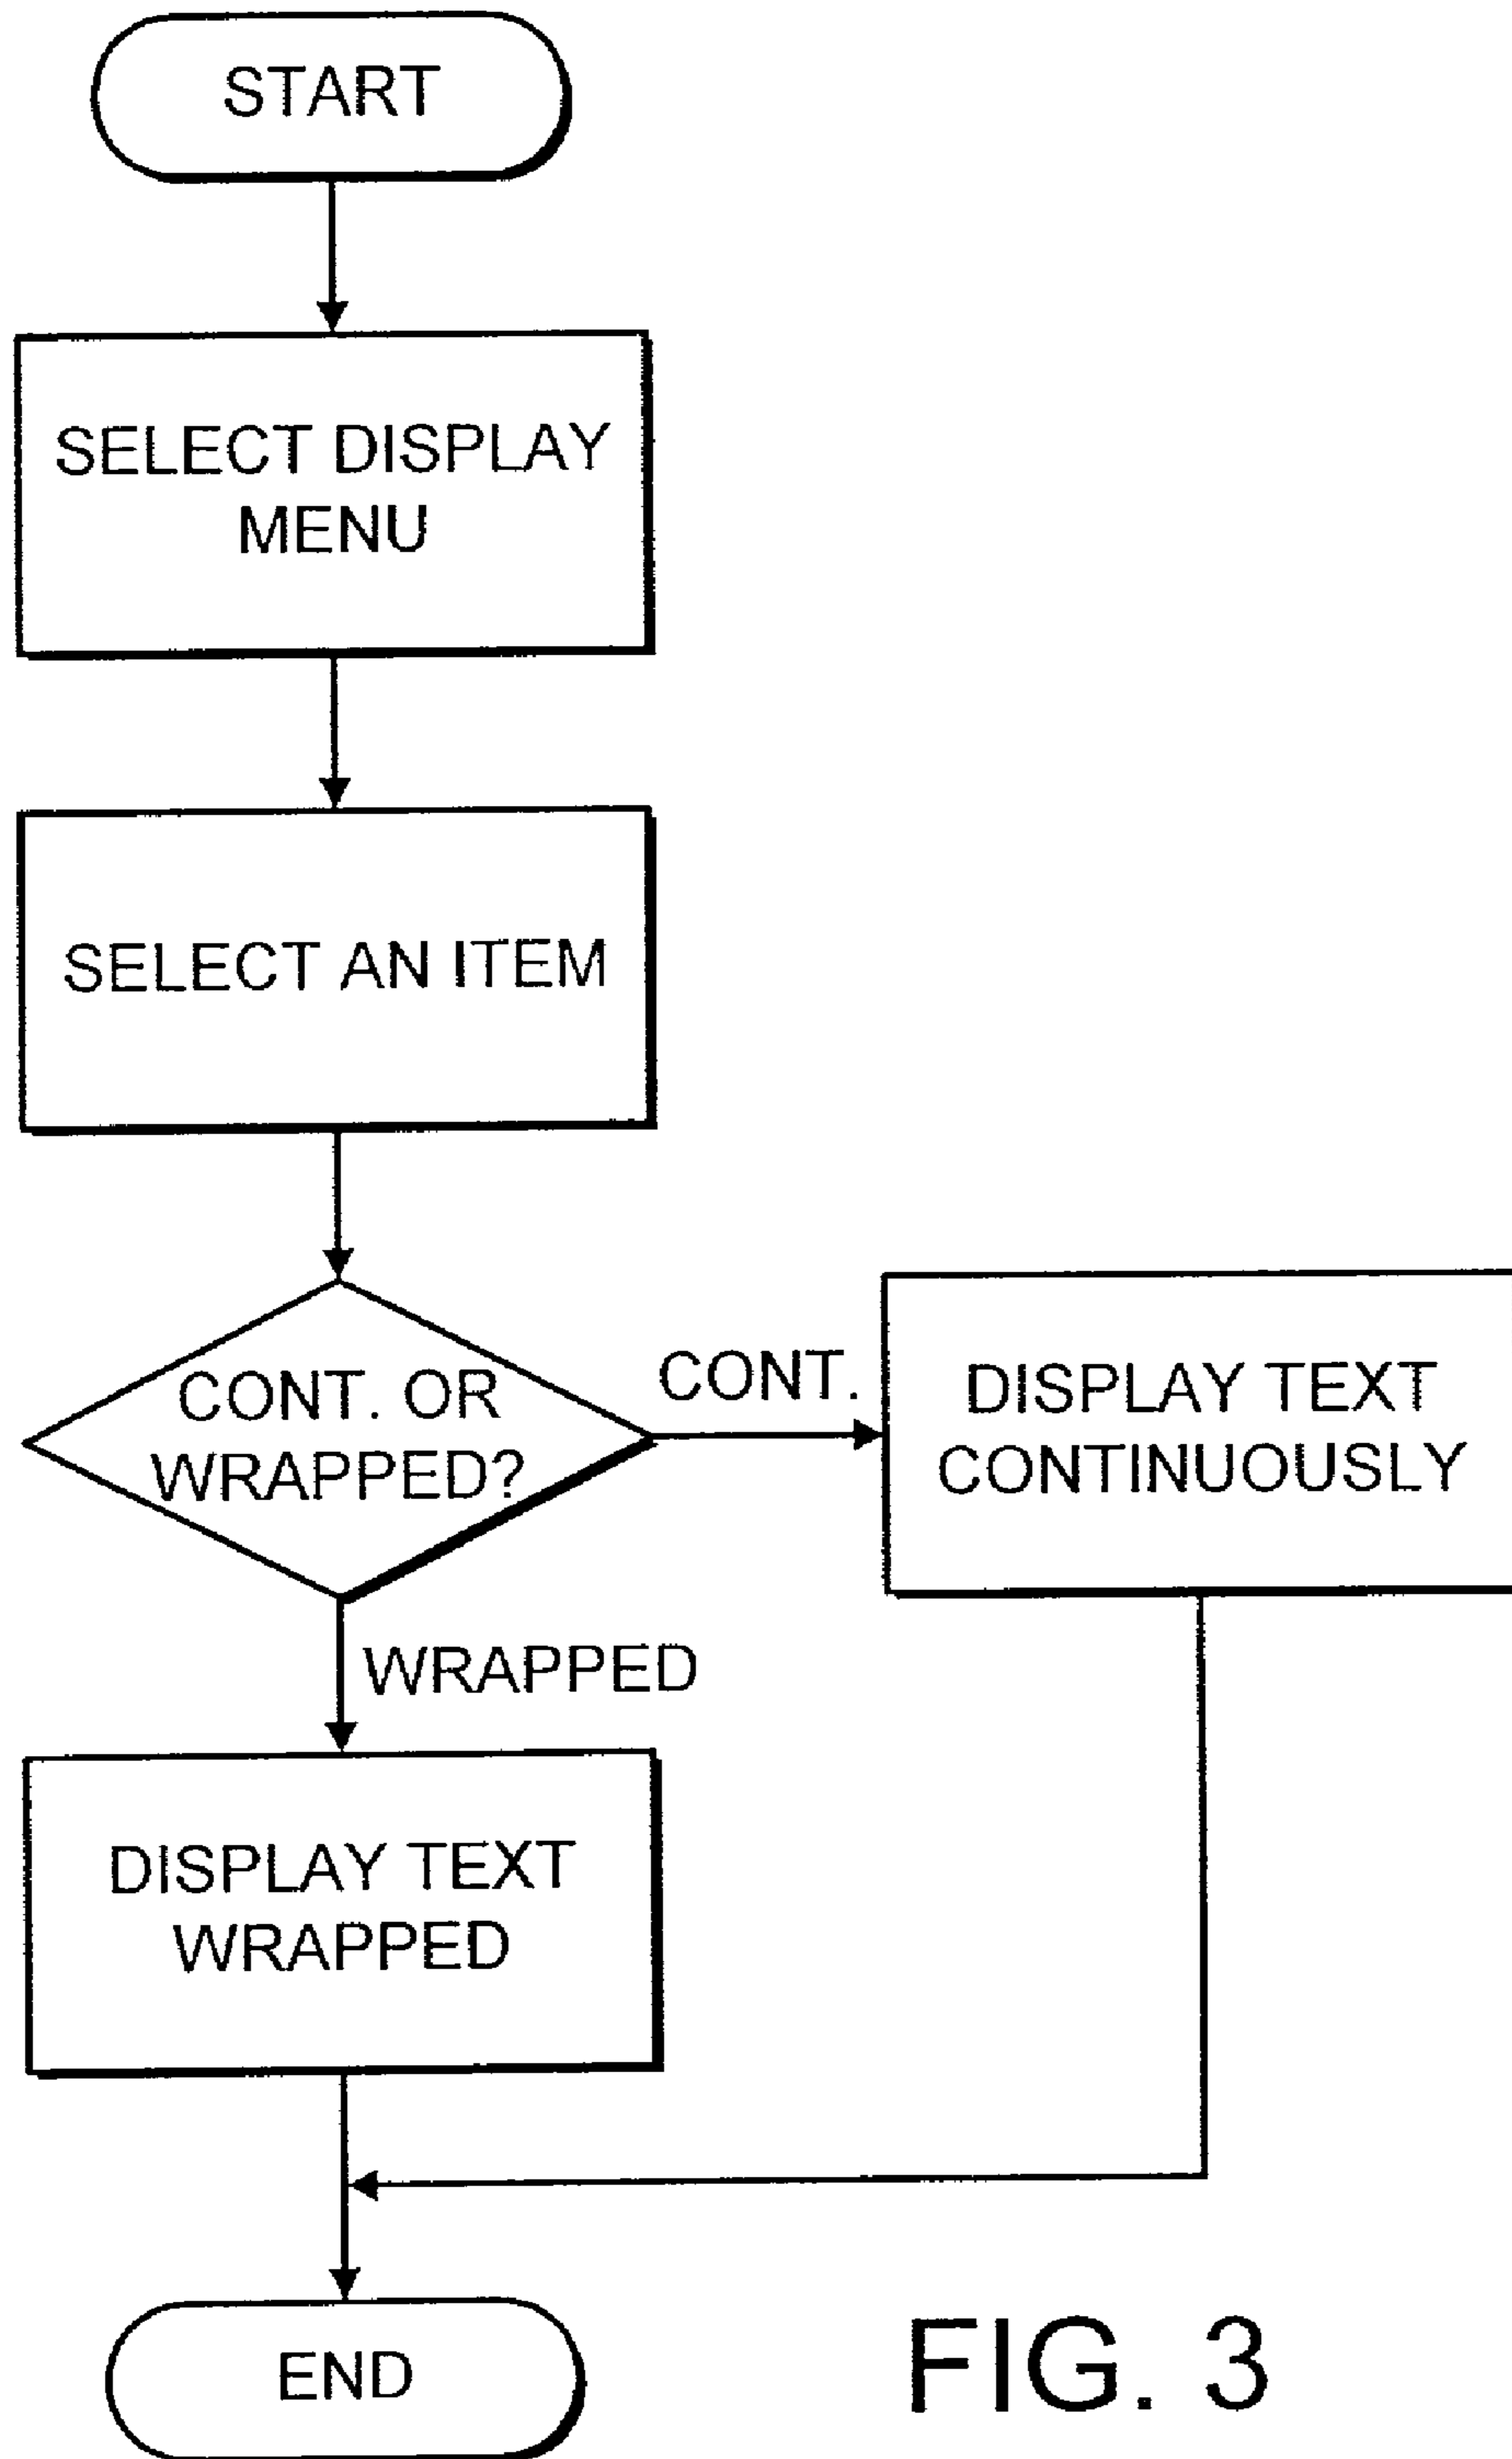 START
SELECT DISPLAY
MENU
SELECT AN ITEM
CONT. OR
WRAPPED?
CONT.
DISPLAY TEXT
CONTINUOUSLY
WRAPPED
DISPLAY TEXT
WRAPPED
END
FIG. 3